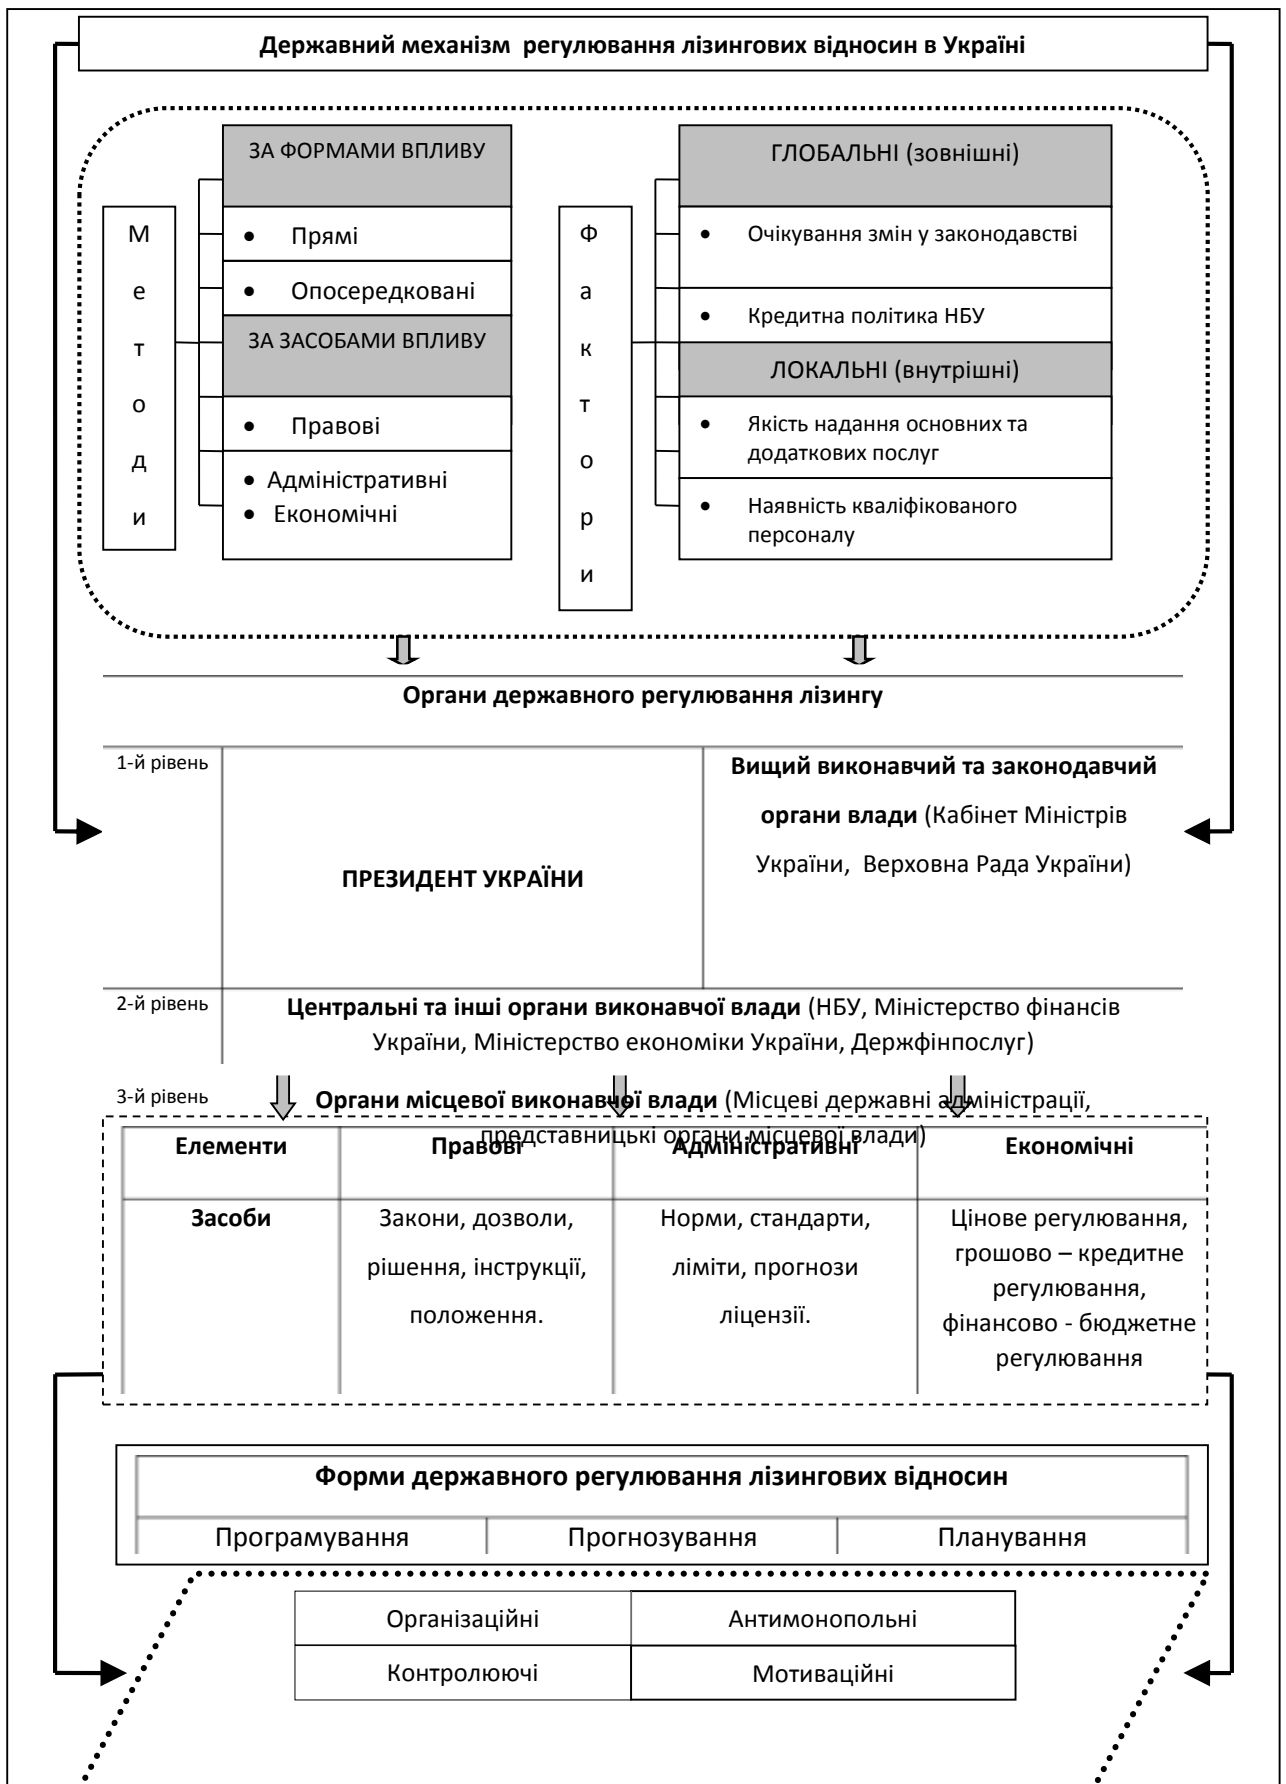 Державний механізм регулювання лізингових відносин в Україні
Методи
ЗА ФОРМАМИ ВПЛИВУ
• Прямі
• Опосередковані
ЗА ЗАСОБАМИ ВПЛИВУ
• Правові
• Адміністративні
• Економічні
Фактори
ГЛОБАЛЬНІ (зовнішні)
• Очікування змін у законодавстві
• Кредитна політика НБУ
ЛОКАЛЬНІ (внутрішні)
• Якість надання основних та
додаткових послуг
• Наявність кваліфікованого
персоналу
Органи державного регулювання лізингу
1-й рівень
ПРЕЗИДЕНТ УКРАЇНИ
Вищий виконавчий та законодавчий
органи влади (Кабінет Міністрів
України, Верховна Рада України)
2-й рівень
Центральні та інші органи виконавчої влади (НБУ, Міністерство фінансів
України, Міністерство економіки України, Держфінпослуг)
3-й рівень
Органи місцевої виконавчої влади (Місцеві державні адміністрації,
представницькі органи місцевої влади)
Елементи
Правові
Адміністративні
Економічні
Засоби
Закони, дозволи,
рішення, інструкції,
положення.
Норми, стандарти,
ліміти, прогнози
ліцензії.
Цінове регулювання,
грошово – кредитне
регулювання,
фінансово - бюджетне
регулювання
Форми державного регулювання лізингових відносин
Програмування
Прогнозування
Планування
Організаційні
Антимонопольні
Контролюючі
Мотиваційні